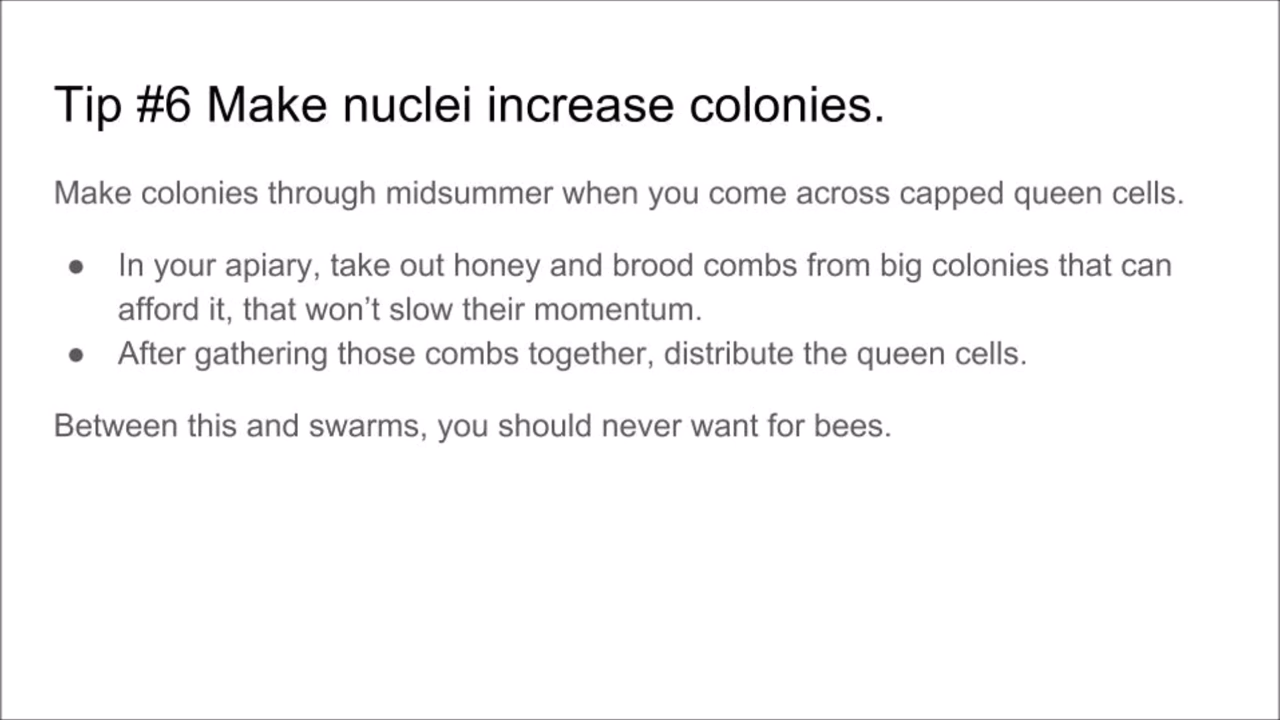 Tip #6 Make nuclei increase colonies.
Make colonies through midsummer when you come across capped queen cells.
● In your apiary, take out honey and brood combs from big colonies that can
afford it, that won’t slow their momentum.
● After gathering those combs together, distribute the queen cells.
Between this and swarms, you should never want for bees.